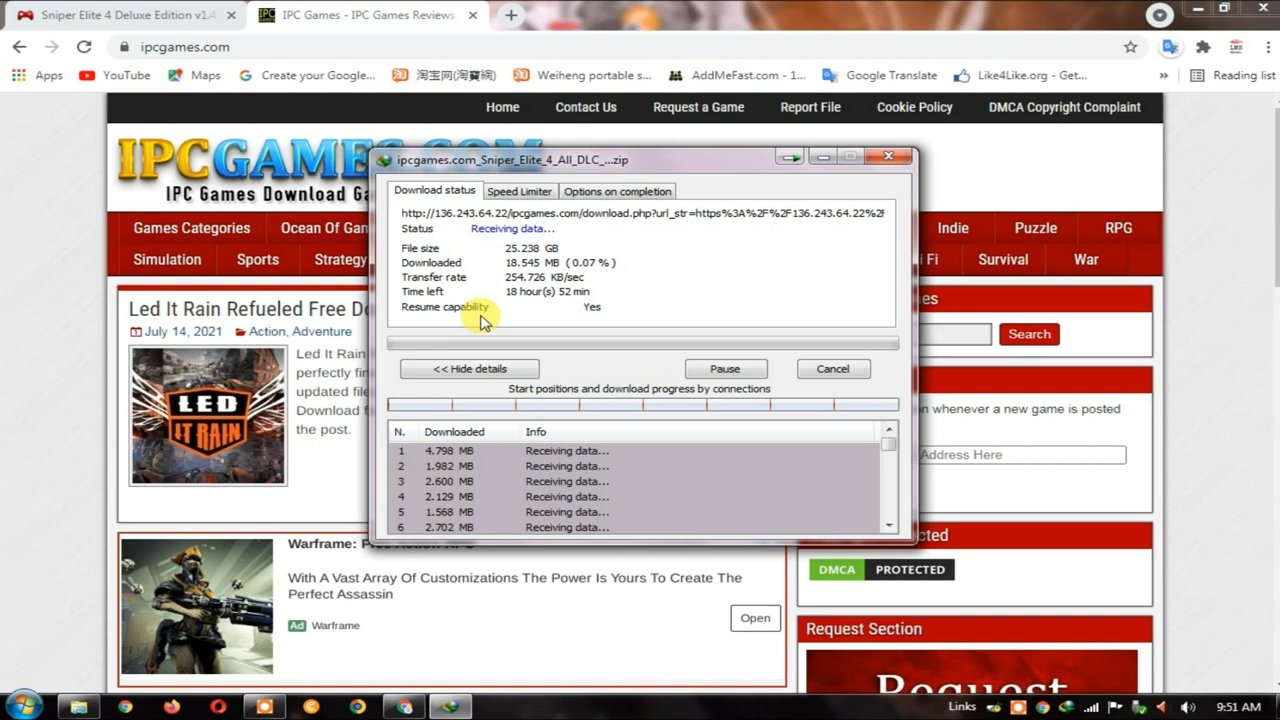 Sniper Elite 4 Deluxe Edition v1.4
IPC Games - IPC Games Reviews
ipcgames.com
Apps
YouTube
Maps
Create your Google...
淘宝网(淘寶網)
Weiheng portable s...
AddMeFast.com - 1...
Google Translate
Like4Like.org - Get...
»
Reading list
Home
Contact Us
Request a Game
Report File
Cookie Policy
DMCA Copyright Complaint
IPCGAMES.COM
IPC Games Download Ga
Games Categories
Ocean Of Gam
Indie
Puzzle
RPG
Simulation
Sports
Strategy
Fi
Survival
War
ipcgames.com_Sniper_Elite_4_All_DLC_...zip
Download status
Speed Limiter
Options on completion
http://136.243.64.22/ipcgames.com/download.php?url_str=https%3A%2F%2F136.243.64.22%2f
Status Receiving data...
File size 25.238 GB
Downloaded 18.545 MB ( 0.07 % )
Transfer rate 254.726 KB/sec
Time left 18 hour(s) 52 min
Resume capability Yes
<< Hide details
Pause
Cancel
Start positions and download progress by connections
N. Downloaded Info
1 4.798 MB Receiving data...
2 1.982 MB Receiving data...
3 2.600 MB Receiving data...
4 2.129 MB Receiving data...
5 1.568 MB Receiving data...
6 2.702 MB Receiving data...
Led It Rain Refueled Free Do
July 14, 2021
Action, Adventure
LED
IT RAIN
Led It Rain
perfectly fin
updated file
Download f
the post.
es
Search
on whenever a new game is posted
Address Here
cted
DMCA PROTECTED
Request Section
Request
Warframe: Free Action RPG
With A Vast Array Of Customizations The Power Is Yours To Create The
Perfect Assassin
Ad Warframe
Open
Links
9:51 AM